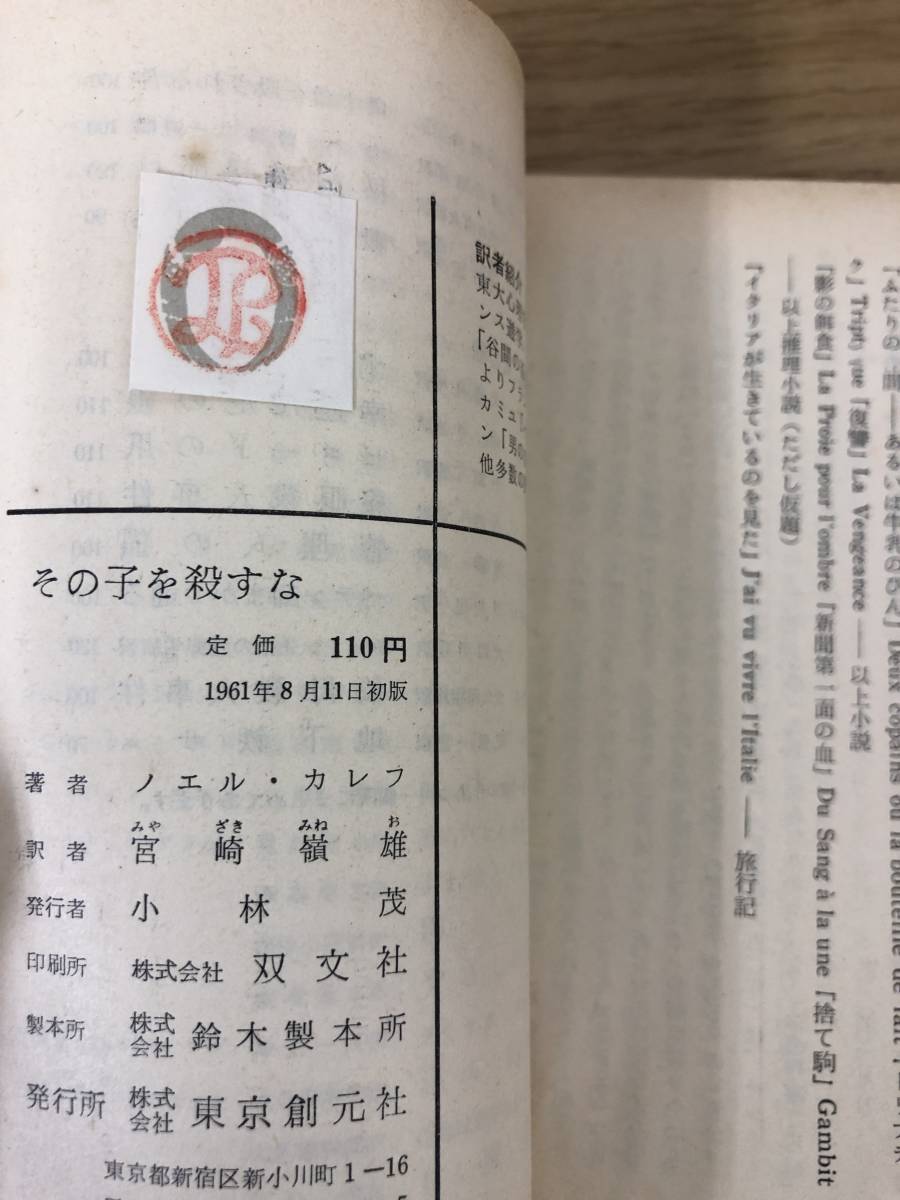 その子を殺すな
定価 110円
1961年8月11日初版
著者 ノエル・カレフ
みや ざき みね お
訳者 宮崎嶺雄
発行者 小林茂
印刷所 株式会社 双文社
製本所 株式会社 鈴木製本所
発行所 株式会社 東京創元社
東京都新宿区新小川町1―16
訳者紹介
東大心
ンス
「谷間の
よりフラ
カミュ
ン「男の
他多数の
Deux copains ou la bouteille de lait
「復讐」La Vengeance ―― 以上小説
「影の餌食」La Proie pour l'ombre「新聞第一面の血」Du Sang à la une「捨て駒」Gambit
―― 以上推理小説(ただし仮題)
「イタリアが生きているのを見た」J'ai vu vivre l'Italie ―― 旅行記